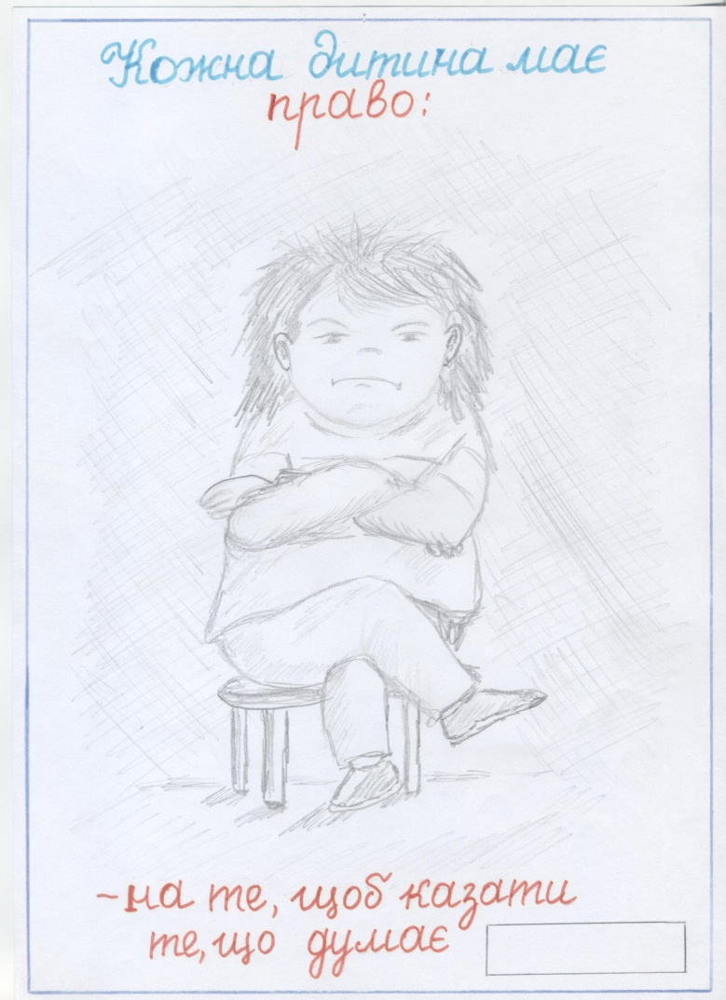 Кожна дитина має
право:
-на те, щоб казати
те, що думає